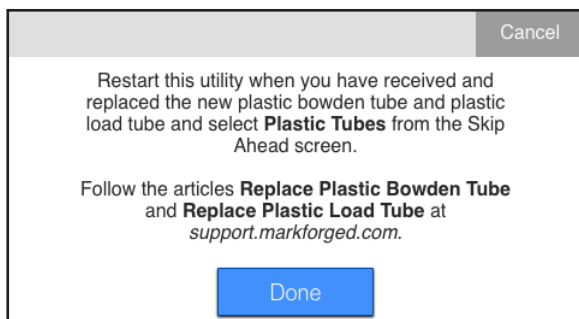 Cancel
Restart this utility when you have received and
replaced the new plastic bowden tube and plastic
load tube and select Plastic Tubes from the Skip
Ahead screen.
Follow the articles Replace Plastic Bowden Tube
and Replace Plastic Load Tube at
support.markforged.com.
Done